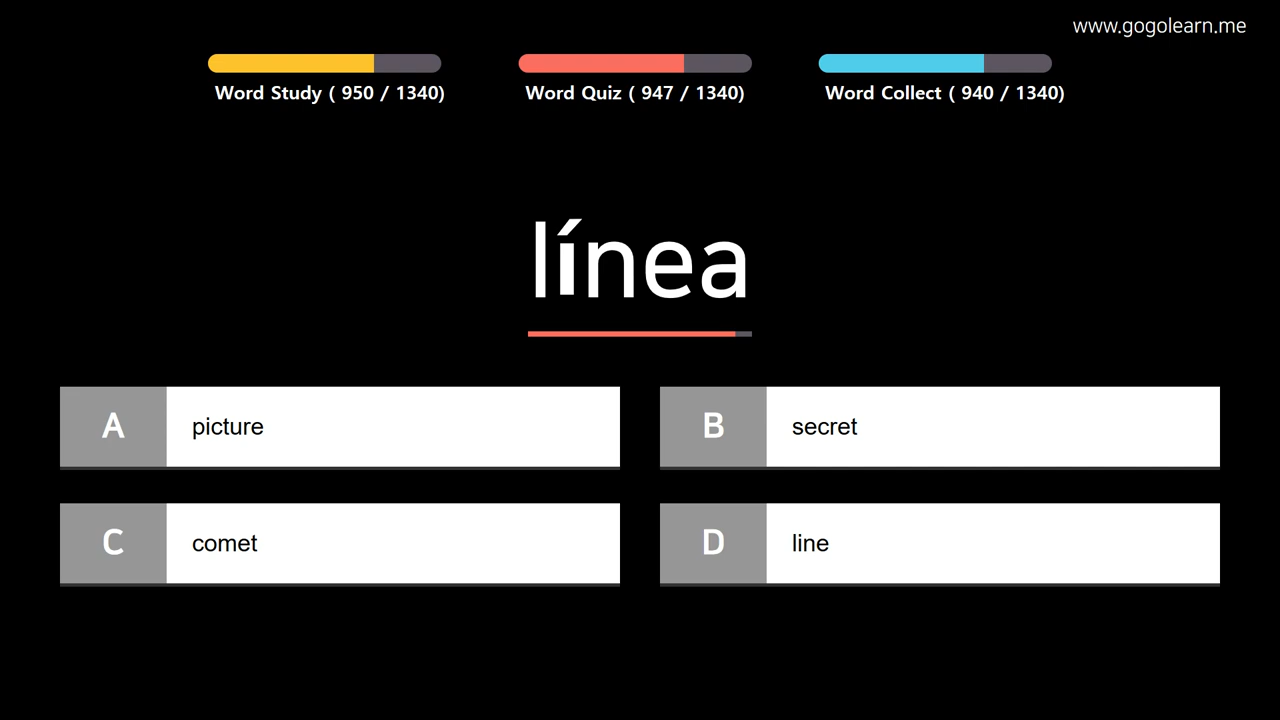 www.gogolearn.me
Word Study ( 950 / 1340)
Word Quiz ( 947 / 1340)
Word Collect ( 940 / 1340)
línea
A picture
B secret
C comet
D line